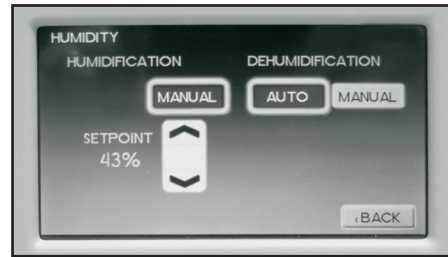 HUMIDITY
HUMIDIFICATION DEHUMIDIFICATION
MANUAL AUTO MANUAL
SETPOINT
43%
‹BACK